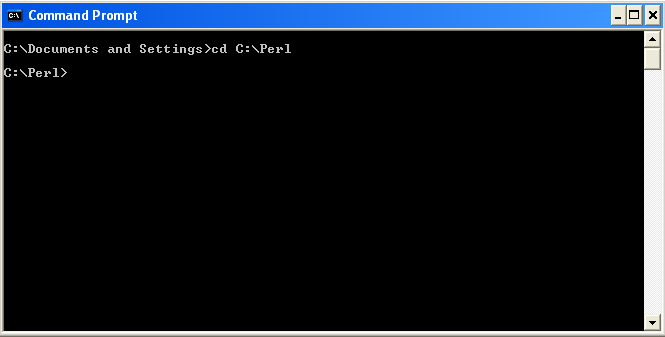 Command Prompt
C:\Documents and Settings>cd C:\Perl
C:\Perl>